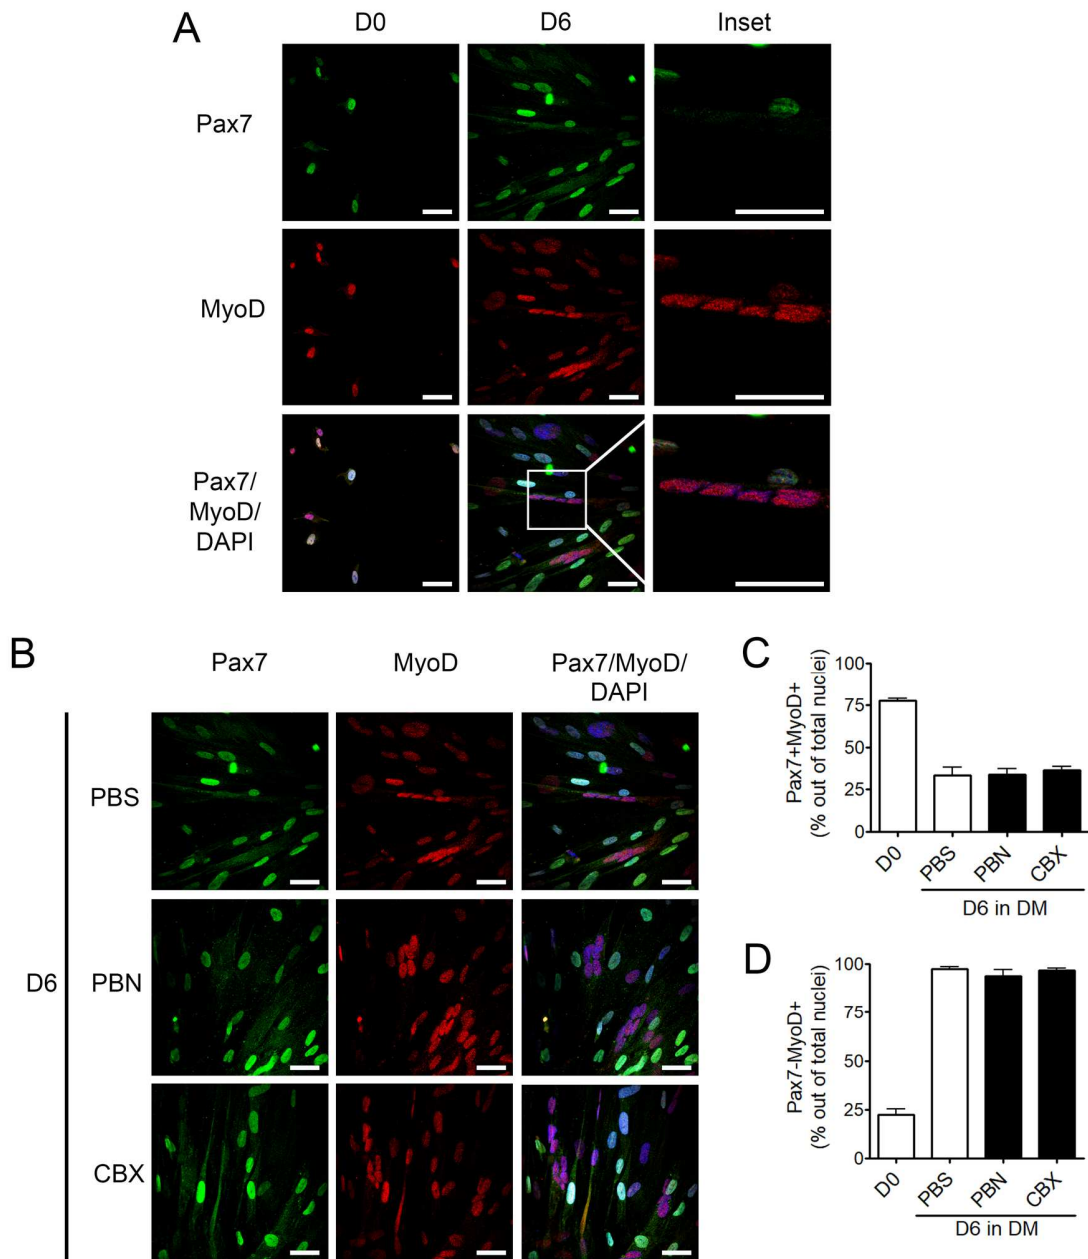 A
D0
D6
Inset
Pax7
MyoD
Pax7/
MyoD/
DAPI
B
Pax7
MyoD
Pax7/MyoD/
DAPI
D6
PBS
PBN
CBX
C
Pax7+MyoD+
(% out of total nuclei)
100
75
50
25
0
D0
PBS
PBN
CBX
D6 in DM
D
Pax7-MyoD+
(% out of total nuclei)
100
75
50
25
0
D0
PBS
PBN
CBX
D6 in DM